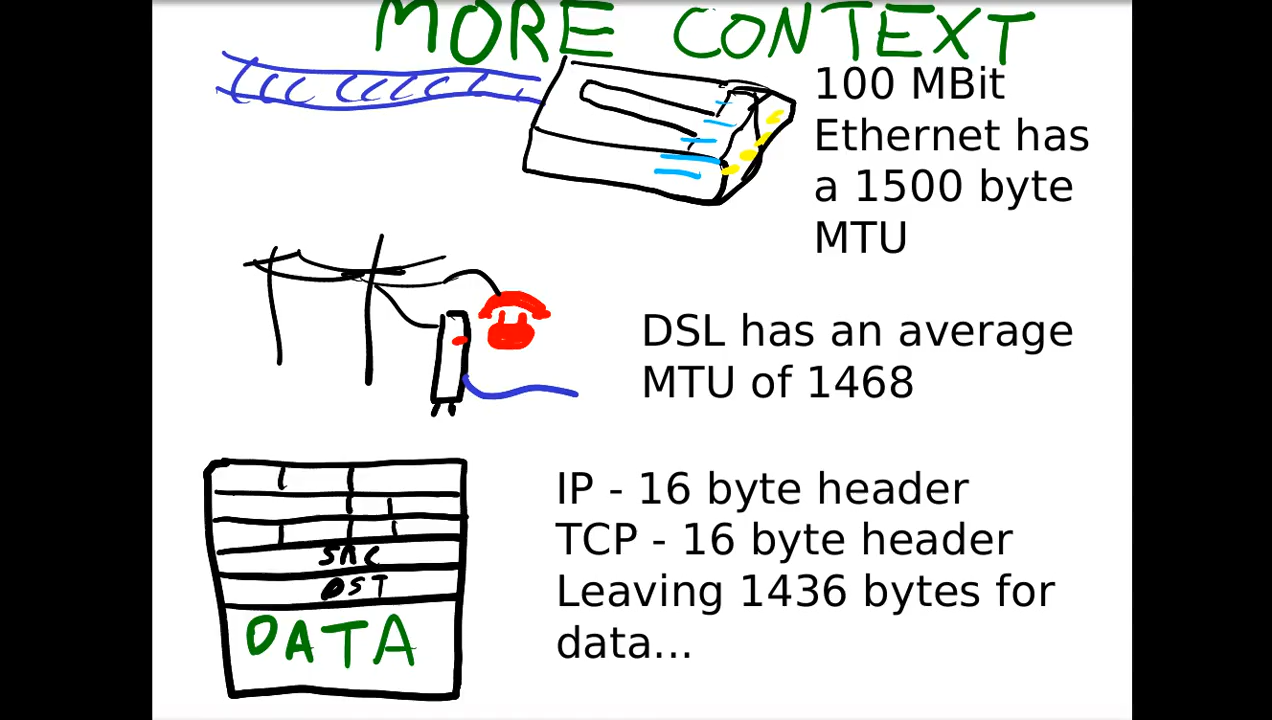 MORE CONTEXT
100 MBit
Ethernet has
a 1500 byte
MTU
DSL has an average
MTU of 1468
IP - 16 byte header
TCP - 16 byte header
Leaving 1436 bytes for
data...
SRC
DST
DATA